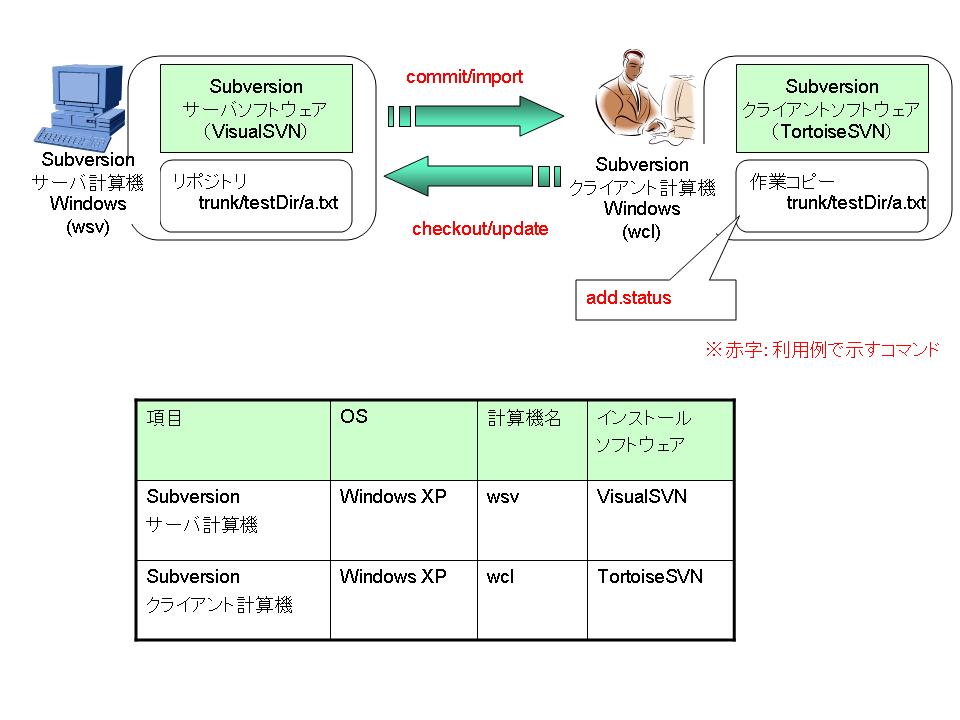 Subversion
サーバソフトウェア
（VisualSVN）
commit/import
Subversion
クライアントソフトウェア
（TortoiseSVN）
Subversion
サーバ計算機
Windows
(wsv)
リポジトリ
trunk/testDir/a.txt
Subversion
クライアント計算機
Windows
(wcl)
作業コピー
trunk/testDir/a.txt
checkout/update
add.status
※赤字：利用例で示すコマンド
項目
OS
計算機名
インストール
ソフトウェア
Subversion
サーバ計算機
Windows XP
wsv
VisualSVN
Subversion
クライアント計算機
Windows XP
wcl
TortoiseSVN